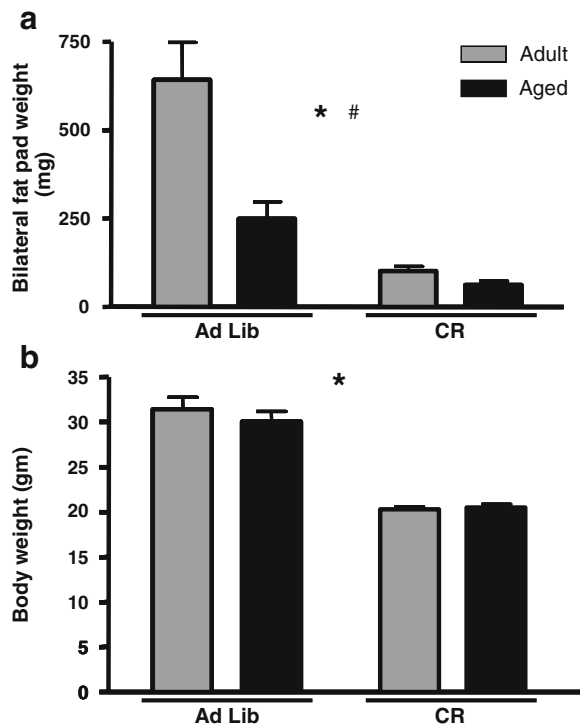 a
Bilateral fat pad weight
(mg)
750
500
250
0
Adult
Aged
* #
Ad Lib
CR
b
Body weight (gm)
35
30
25
20
15
10
5
0
*
Ad Lib
CR